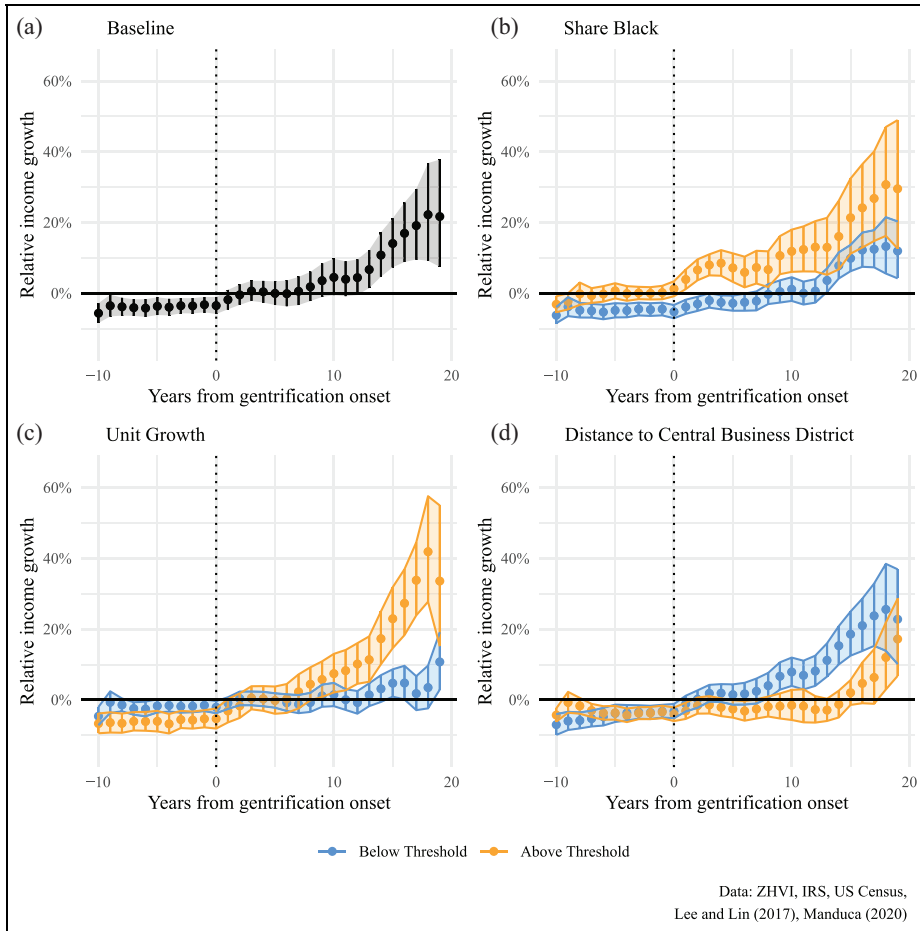 (a) Baseline
60%
40%
20%
0%
Relative income growth
−10 0 10 20
Years from gentrification onset
(b) Share Black
60%
40%
20%
0%
Relative income growth
−10 0 10 20
Years from gentrification onset
(c) Unit Growth
60%
40%
20%
0%
Relative income growth
−10 0 10 20
Years from gentrification onset
(d) Distance to Central Business District
60%
40%
20%
0%
Relative income growth
−10 0 10 20
Years from gentrification onset
Below Threshold Above Threshold
Data: ZHVI, IRS, US Census,
Lee and Lin (2017), Manduca (2020)